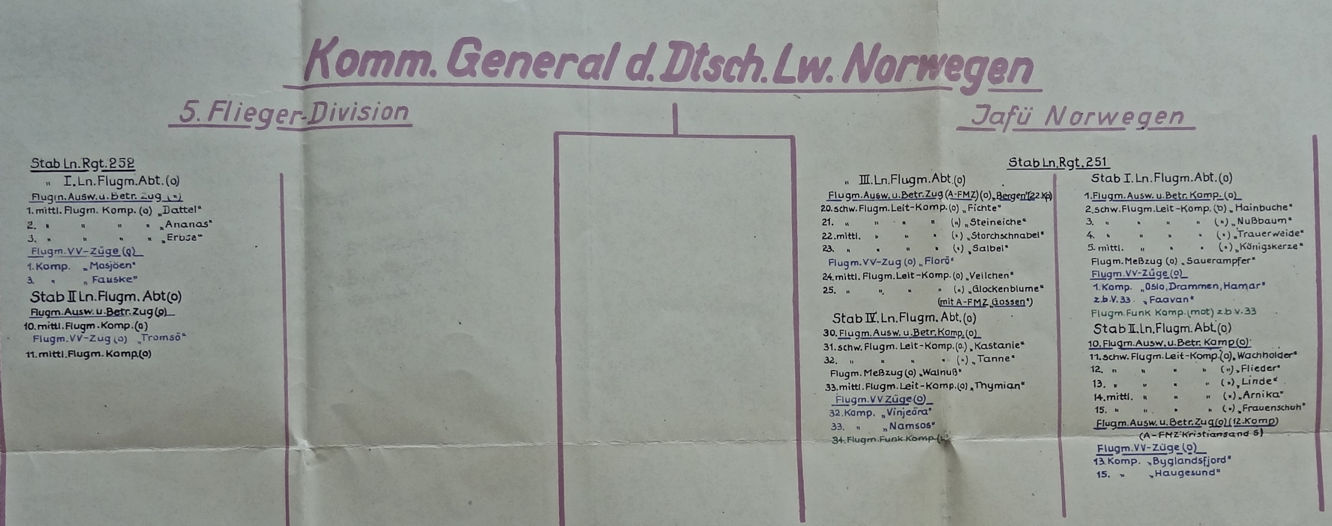 Komm. General d. Dtsch. Lw. Norwegen
5. Flieger-Division
Stab Ln. Rgt. 252
" I. Ln. Flugm. Abt. (o)
Flugm. Ausw. u. Betr. Zug (o)
1. mittl. Flugm. Komp. (o) „Dattel"
2. " " " " „Ananas"
3. " " " " „Erbse"
Flugm. VV-Züge (o)
1. Komp. „Mosjöen"
3. " „Fauske"
Stab II Ln. Flugm. Abt (o)
Flugm. Ausw. u. Betr. Zug (o)
10. mittl. Flugm. Komp. (o)
Flugm. VV-Zug (o) „Tromsö"
11. mittl. Flugm. Komp. (o)
Jafü Norwegen
Stab Ln. Rgt. 251
" III. Ln. Flugm. Abt. (o)
Flugm. Ausw. u. Betr. Zug (A-FMZ) (o) „Bergen" (22. Kp)
20. schw. Flugm. Leit-Komp. (o) „Fichte"
21. " " " " (") „Steineiche"
22. mittl. " " " (") „Storchschnabel"
23. " " " " (") „Salbei"
Flugm. VV-Zug (o) „Florö"
24. mittl. Flugm. Leit-Komp. (o) „Veilchen"
25. " " " " (") „Glockenblume"
(mit A-FMZ „Gossen")
Stab IV. Ln. Flugm. Abt. (o)
30. Flugm. Ausw. u. Betr. Komp. (o)
31. schw. Flugm. Leit-Komp. (o) „Kastanie"
32. " " " " (") „Tanne"
Flugm. Meßzug (o) „Walnuß"
33. mittl. Flugm. Leit-Komp. (o) „Thymian"
Flugm. VV Züge (o)
32. Komp. „Vinjeöra"
33. " „Namsos"
34. Flugm. Funk Komp.
Stab I. Ln. Flugm. Abt. (o)
1. Flugm. Ausw. u. Betr. Komp. (o)
2. schw. Flugm. Leit-Komp. (o) „Hainbuche"
3. " " " " (") „Nußbaum"
4. " " " " (") „Trauerweide"
5. mittl. " " " (") „Königskerze"
Flugm. Meßzug (o) „Sauerampfer"
Flugm. VV-Züge (o)
1. Komp. „Oslo, Drammen, Hamar"
z.b.V. 33 „Faavan"
Flugm. Funk Komp. (mot) z.b.V. 33
Stab II. Ln. Flugm. Abt. (o)
10. Flugm. Ausw. u. Betr. Komp (o)
11. schw. Flugm. Leit-Komp. (o) „Wachholder"
12. " " " " (") „Flieder"
13. " " " " (") „Linde"
14. mittl. " " " (") „Arnika"
15. " " " " (") „Frauenschuh"
Flugm. Ausw. u. Betr. Zug (o) (12. Komp)
(A-FMZ Kristiansand S)
Flugm. VV-Züge (o)
13. Komp. „Byglandsfjord"
15. " „Haugesund"